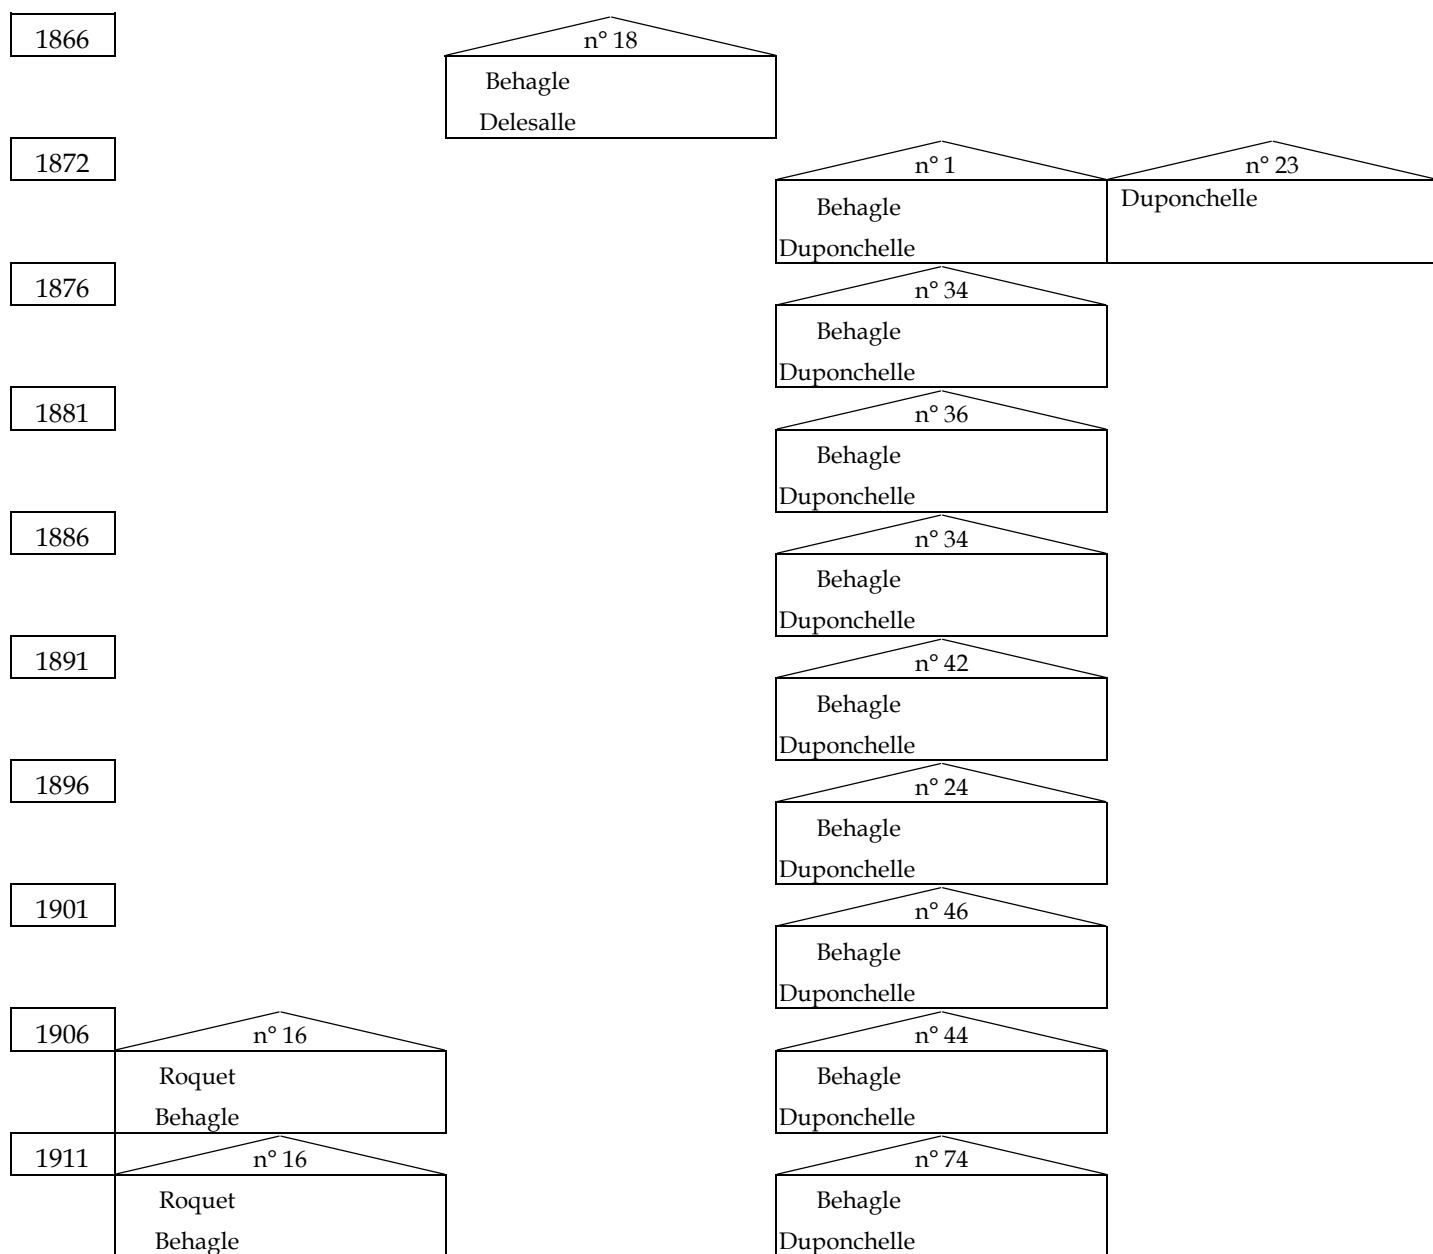 1866
n° 18
Behagle
Delesalle
1872
n° 1
n° 23
Behagle
Duponchelle
Duponchelle
1876
n° 34
Behagle
Duponchelle
1881
n° 36
Behagle
Duponchelle
1886
n° 34
Behagle
Duponchelle
1891
n° 42
Behagle
Duponchelle
1896
n° 24
Behagle
Duponchelle
1901
n° 46
Behagle
Duponchelle
1906
n° 16
n° 44
Roquet
Behagle
Behagle
Duponchelle
1911
n° 16
n° 74
Roquet
Behagle
Behagle
Duponchelle